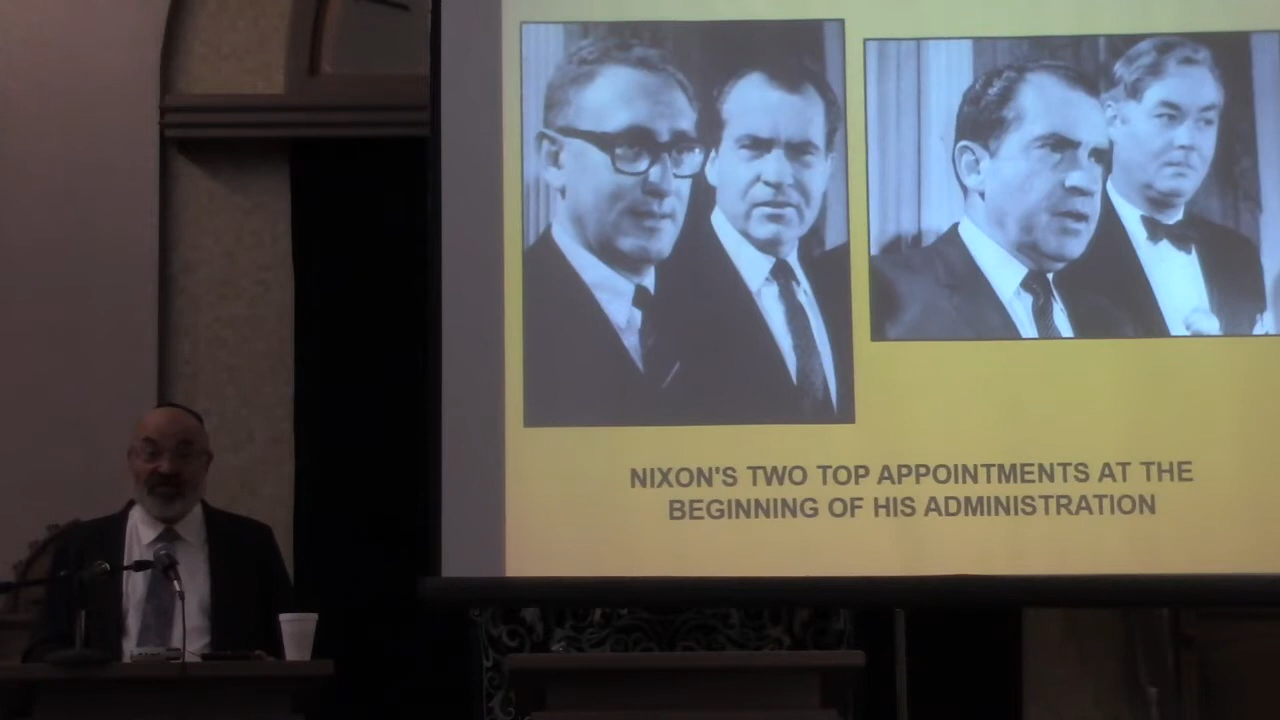 NIXON'S TWO TOP APPOINTMENTS AT THE
BEGINNING OF HIS ADMINISTRATION